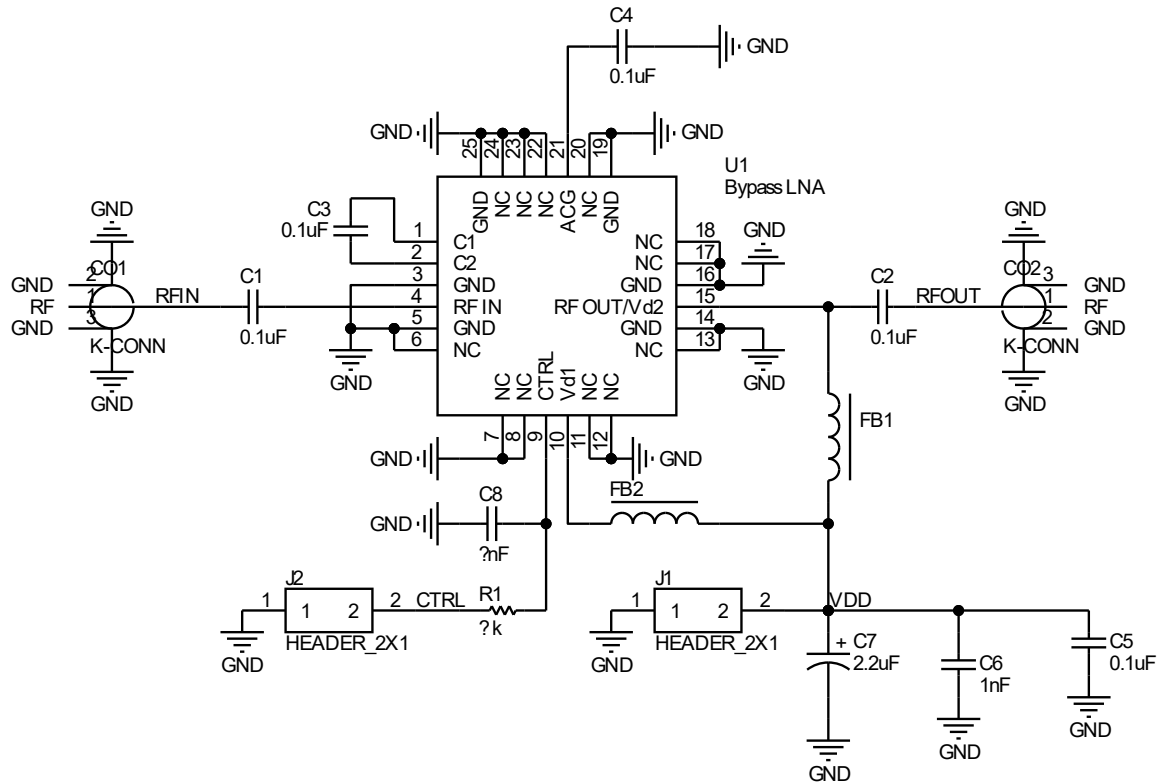 C4
GND
0.1uF
GND
25
24
23
22
21
20
19
GND
U1
Bypass LNA
GND
NC
NC
NC
ACG
NC
GND
GND
C3
0.1uF
1
C1
2
C2
3
GND
4
RFIN
5
GND
6
NC
NC
18
NC
17
GND
16
RFOUT/Vd2
15
GND
14
NC
13
GND
GND
2
CO1
GND
RF
1
GND
3
K-CONN
GND
RFIN
C1
0.1uF
GND
GND
C2
0.1uF
RFOUT
GND
CO2
3
GND
1
RF
2
GND
K-CONN
GND
NC
NC
CTRL
Vd1
NC
NC
7
8
9
10
11
12
GND
GND
FB1
FB2
GND
C8
?nF
J2
1
1
2
2
CTRL
R1
?k
HEADER_2X1
GND
J1
1
1
2
2
VDD
HEADER_2X1
GND
+
C7
2.2uF
GND
C6
1nF
GND
C5
0.1uF
GND